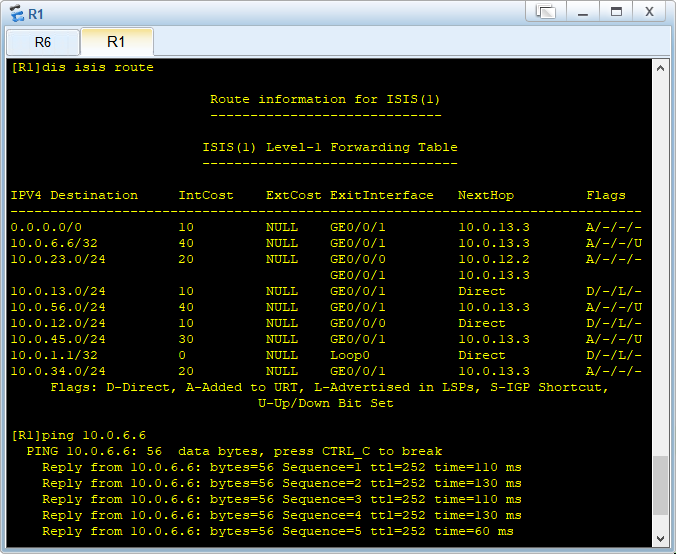 R1
R6
R1
[R1]dis isis route
Route information for ISIS(1)
-----------------------------
ISIS(1) Level-1 Forwarding Table
--------------------------------
IPV4 Destination     IntCost    ExtCost ExitInterface   NextHop         Flags
-------------------------------------------------------------------------------
0.0.0.0/0            10         NULL    GE0/0/1         10.0.13.3       A/-/-/-
10.0.6.6/32          40         NULL    GE0/0/1         10.0.13.3       A/-/-/U
10.0.23.0/24         20         NULL    GE0/0/0         10.0.12.2       A/-/-/-
                                        GE0/0/1         10.0.13.3
10.0.13.0/24         10         NULL    GE0/0/1         Direct          D/-/L/-
10.0.56.0/24         40         NULL    GE0/0/1         10.0.13.3       A/-/-/U
10.0.12.0/24         10         NULL    GE0/0/0         Direct          D/-/L/-
10.0.45.0/24         30         NULL    GE0/0/1         10.0.13.3       A/-/-/U
10.0.1.1/32          0          NULL    Loop0           Direct          D/-/L/-
10.0.34.0/24         20         NULL    GE0/0/1         10.0.13.3       A/-/-/-
Flags: D-Direct, A-Added to URT, L-Advertised in LSPs, S-IGP Shortcut,
U-Up/Down Bit Set
[R1]ping 10.0.6.6
PING 10.0.6.6: 56  data bytes, press CTRL_C to break
Reply from 10.0.6.6: bytes=56 Sequence=1 ttl=252 time=110 ms
Reply from 10.0.6.6: bytes=56 Sequence=2 ttl=252 time=130 ms
Reply from 10.0.6.6: bytes=56 Sequence=3 ttl=252 time=110 ms
Reply from 10.0.6.6: bytes=56 Sequence=4 ttl=252 time=130 ms
Reply from 10.0.6.6: bytes=56 Sequence=5 ttl=252 time=60 ms